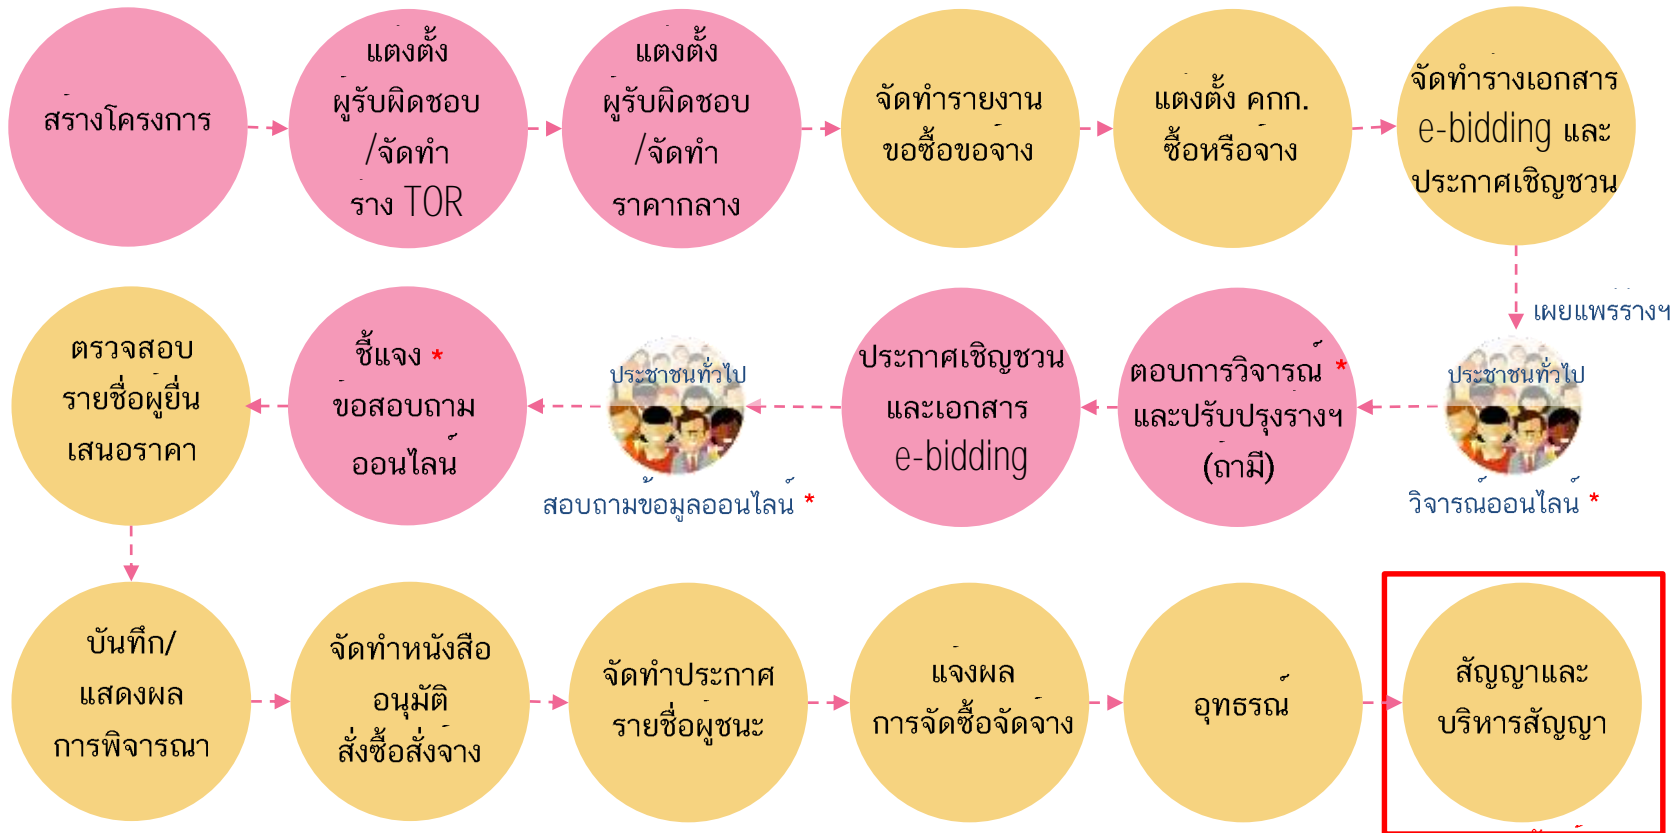 สร้างโครงการ
แต่งตั้ง
ผู้รับผิดชอบ
/จัดทำ
ร่าง TOR
แต่งตั้ง
ผู้รับผิดชอบ
/จัดทำ
ราคากลาง
จัดทำรายงาน
ขอซื้อขอจ้าง
แต่งตั้ง คกก.
ซื้อหรือจ้าง
จัดทำร่างเอกสาร
e-bidding และ
ประกาศเชิญชวน
เผยแพร่ร่างฯ
ประชาชนทั่วไป
วิจารณ์ออนไลน์ *
ตอบการวิจารณ์ *
และปรับปรุงร่างฯ
(ถ้ามี)
ประกาศเชิญชวน
และเอกสาร
e-bidding
ประชาชนทั่วไป
สอบถามข้อมูลออนไลน์ *
ชี้แจง *
ข้อสอบถาม
ออนไลน์
ตรวจสอบ
รายชื่อผู้ยื่น
เสนอราคา
บันทึก/
แสดงผล
การพิจารณา
จัดทำหนังสือ
อนุมัติ
สั่งซื้อสั่งจ้าง
จัดทำประกาศ
รายชื่อผู้ชนะ
แจ้งผล
การจัดซื้อจัดจ้าง
อุทธรณ์
สัญญาและ
บริหารสัญญา